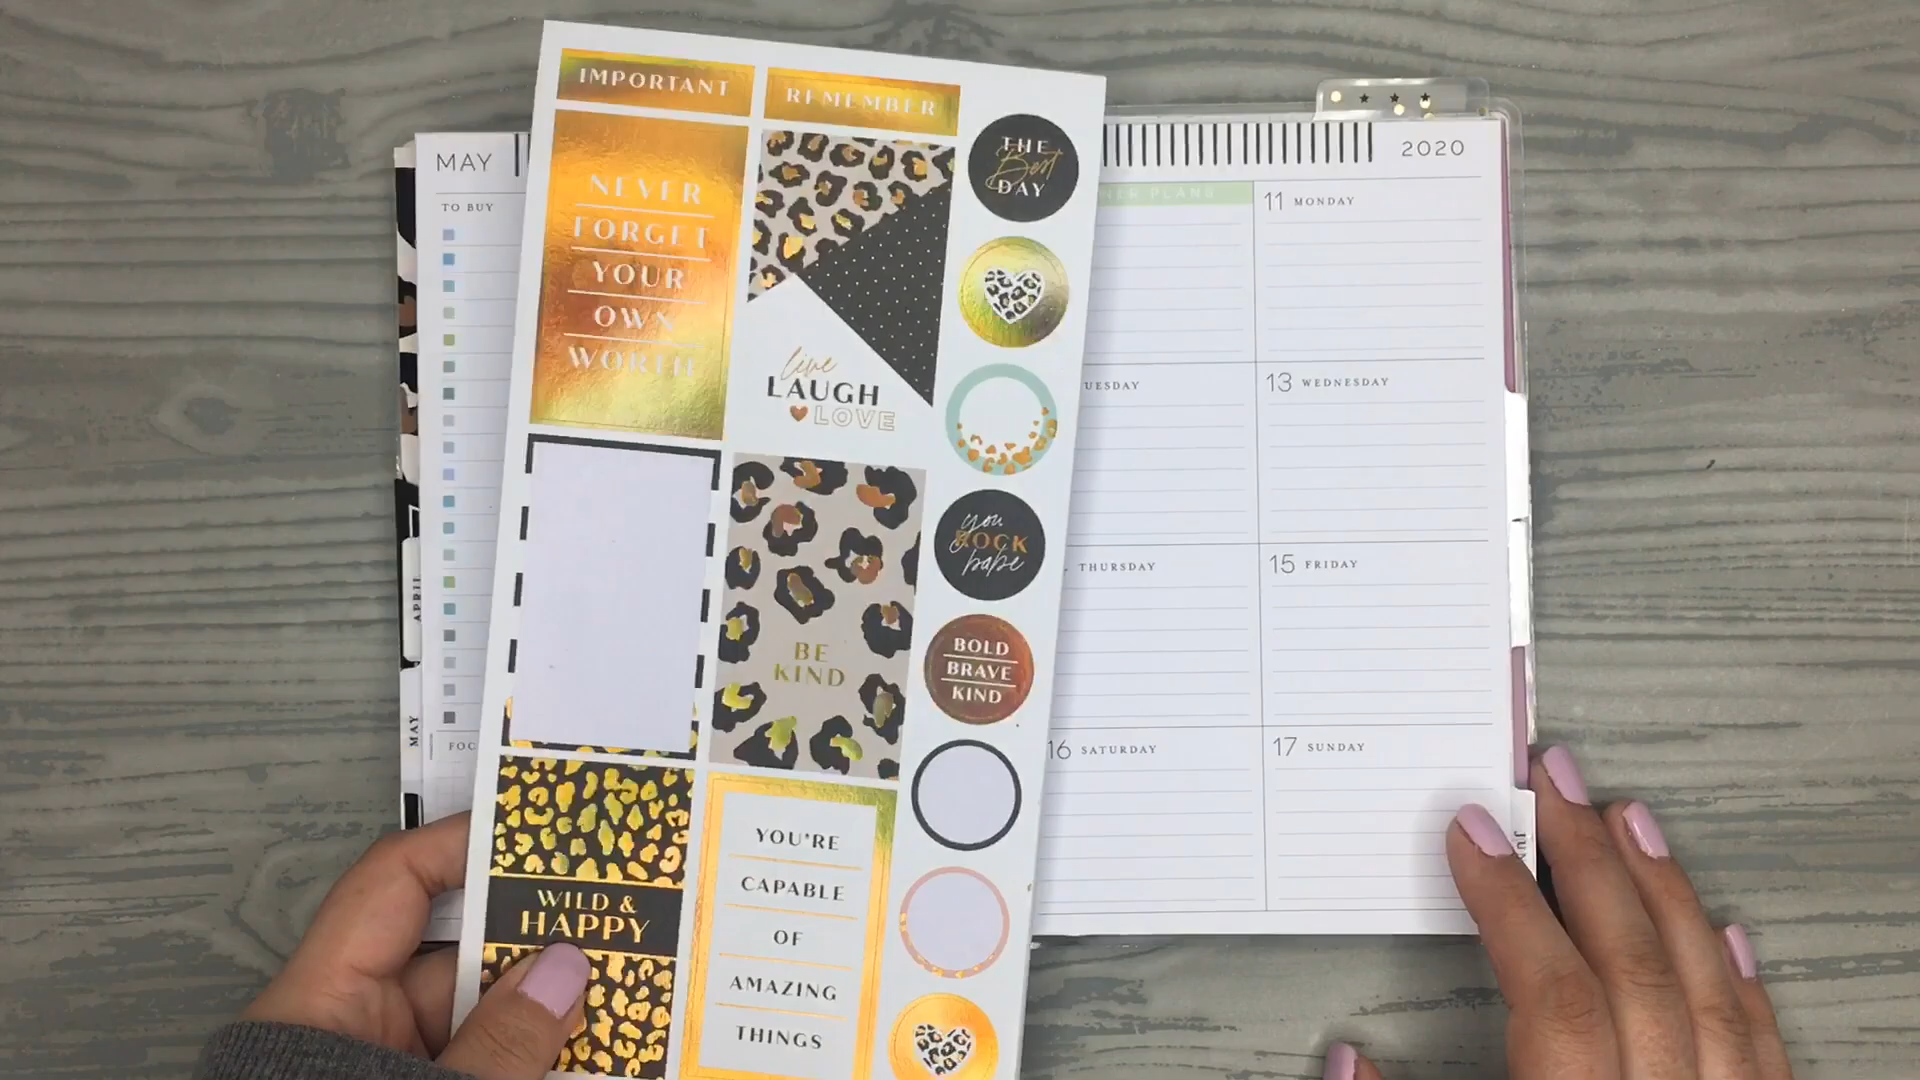 IMPORTANT
REMEMBER
NEVER
FORGET
YOUR
OWN
WORTH
live
LAUGH
LOVE
BE
KIND
WILD &
HAPPY
YOU'RE
CAPABLE
OF
AMAZING
THINGS
THE
Best
DAY
you
ROCK
babe
BOLD
BRAVE
KIND
MAY
TO BUY
APRIL
MAY
2020
PLANS
11 MONDAY
13 WEDNESDAY
THURSDAY
15 FRIDAY
16 SATURDAY
17 SUNDAY